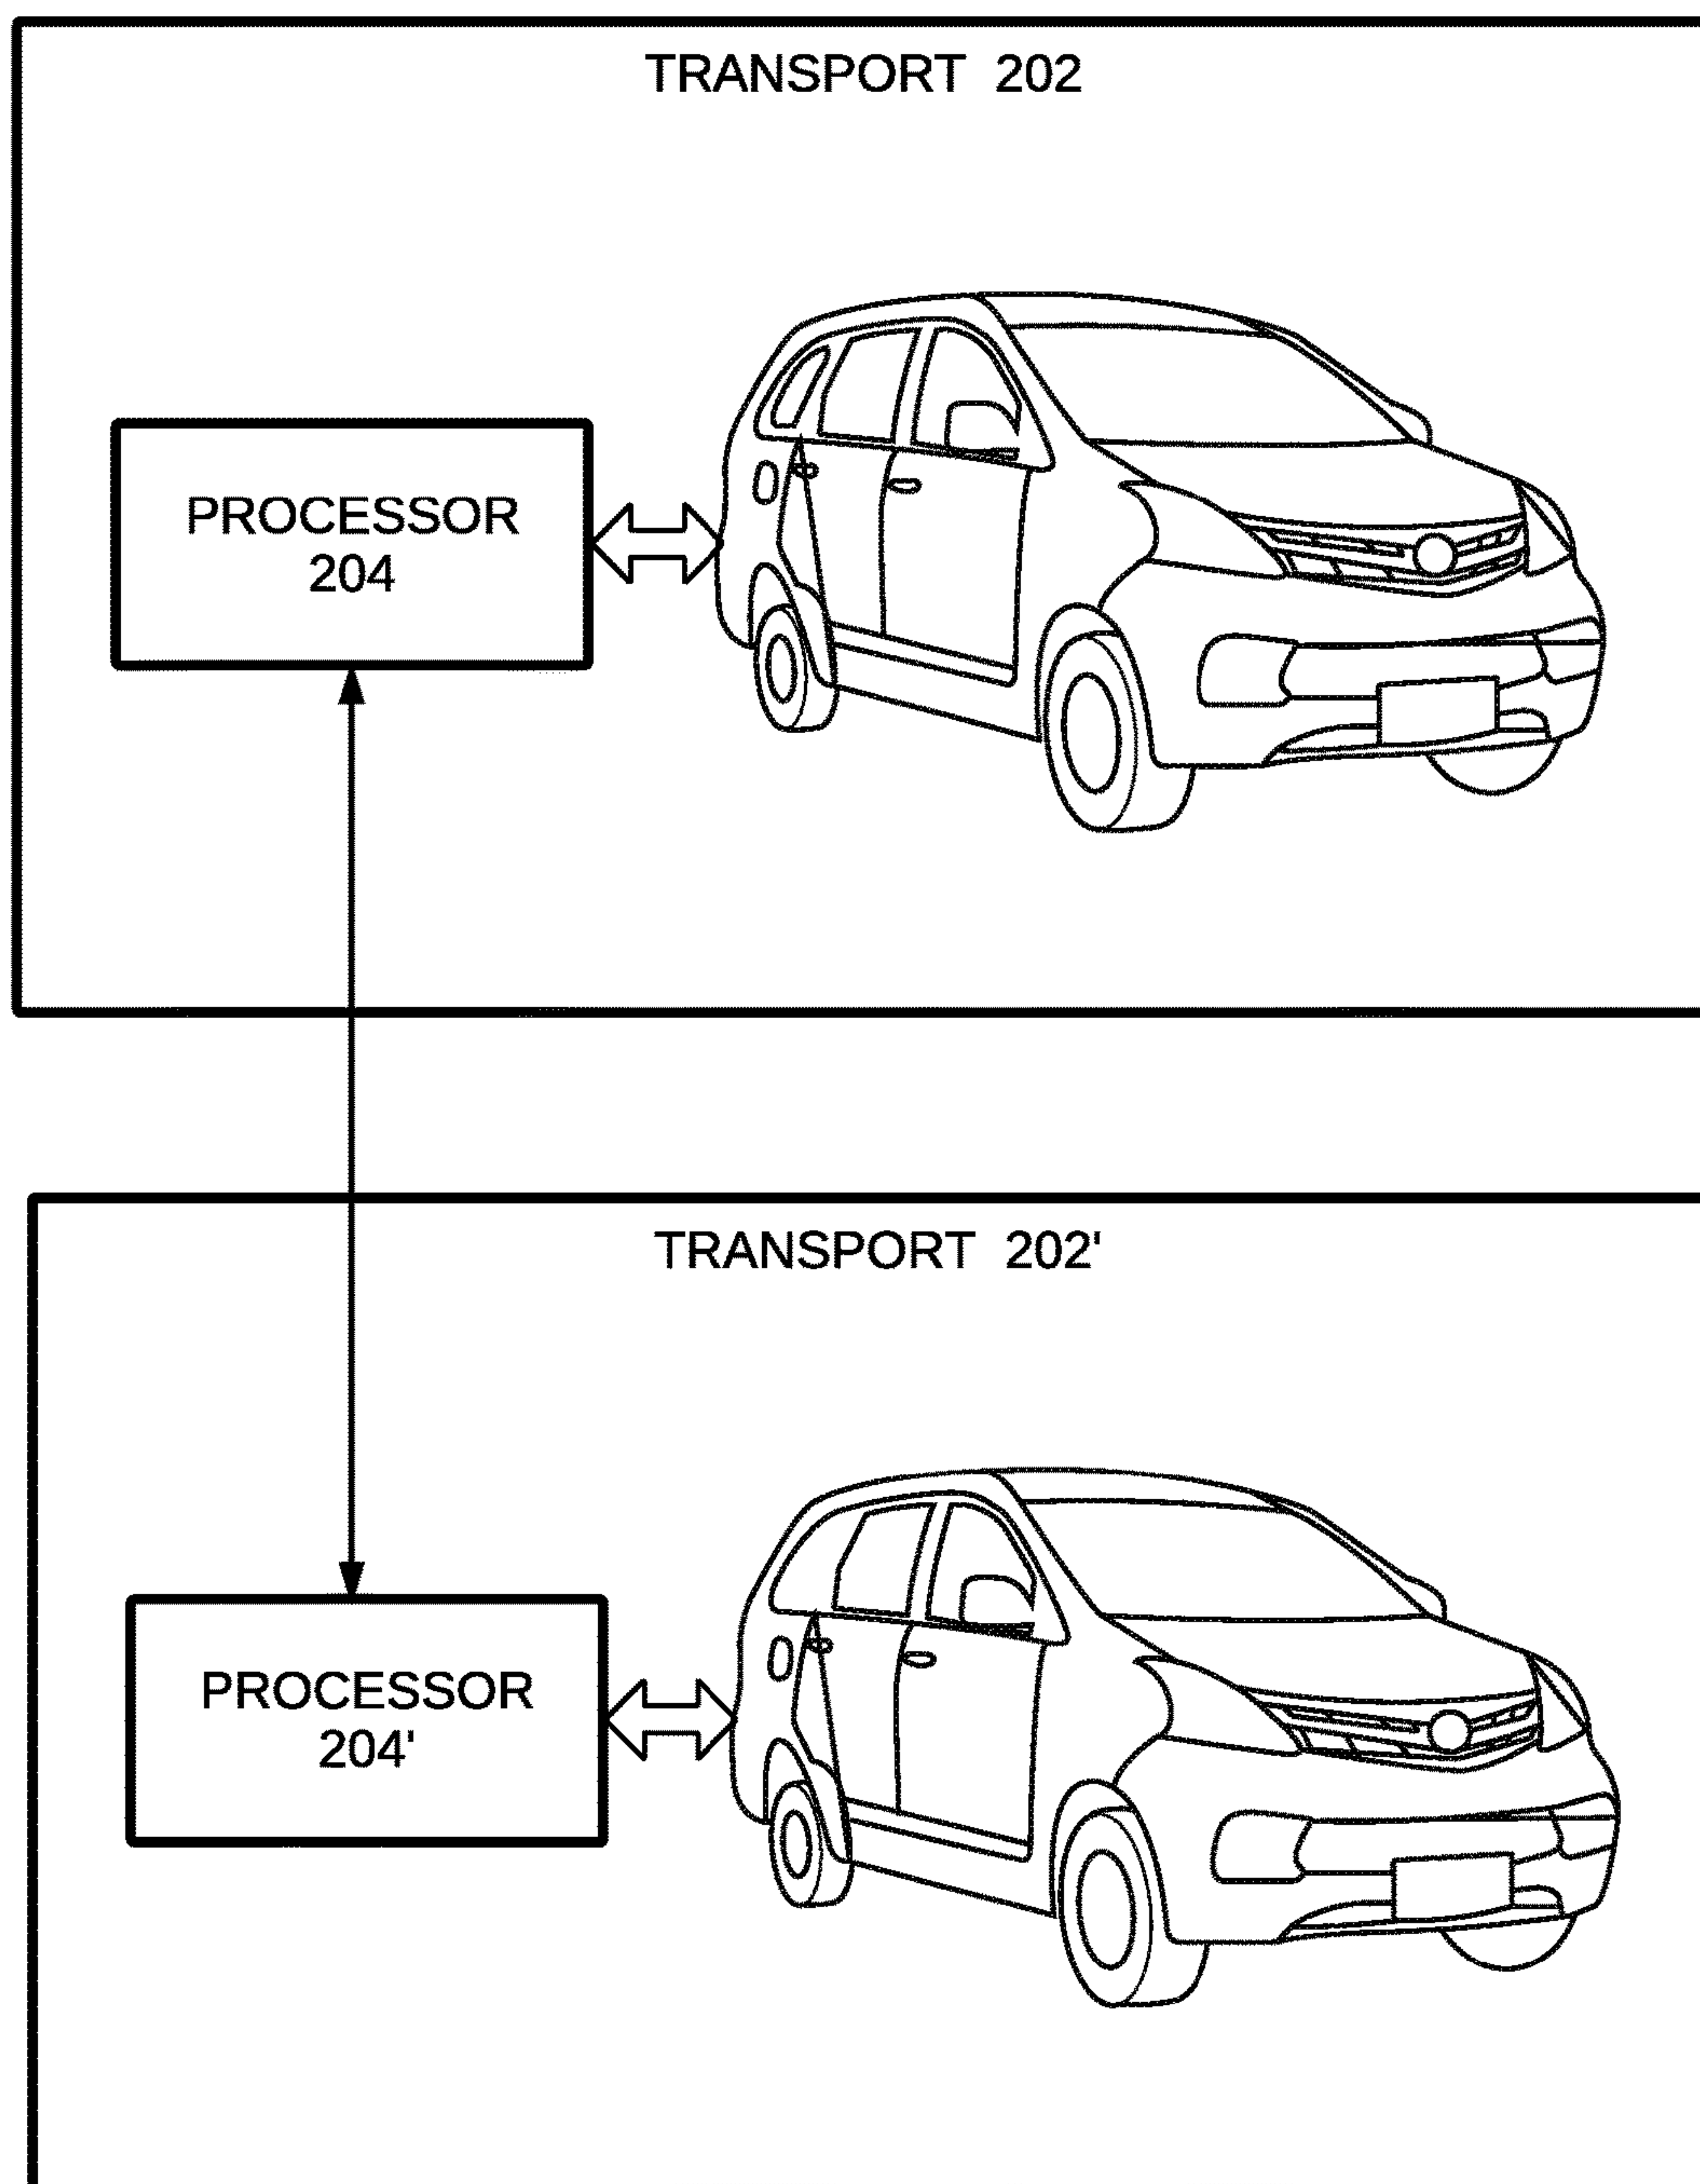 TRANSPORT 202
PROCESSOR
204
TRANSPORT 202'
PROCESSOR
204'